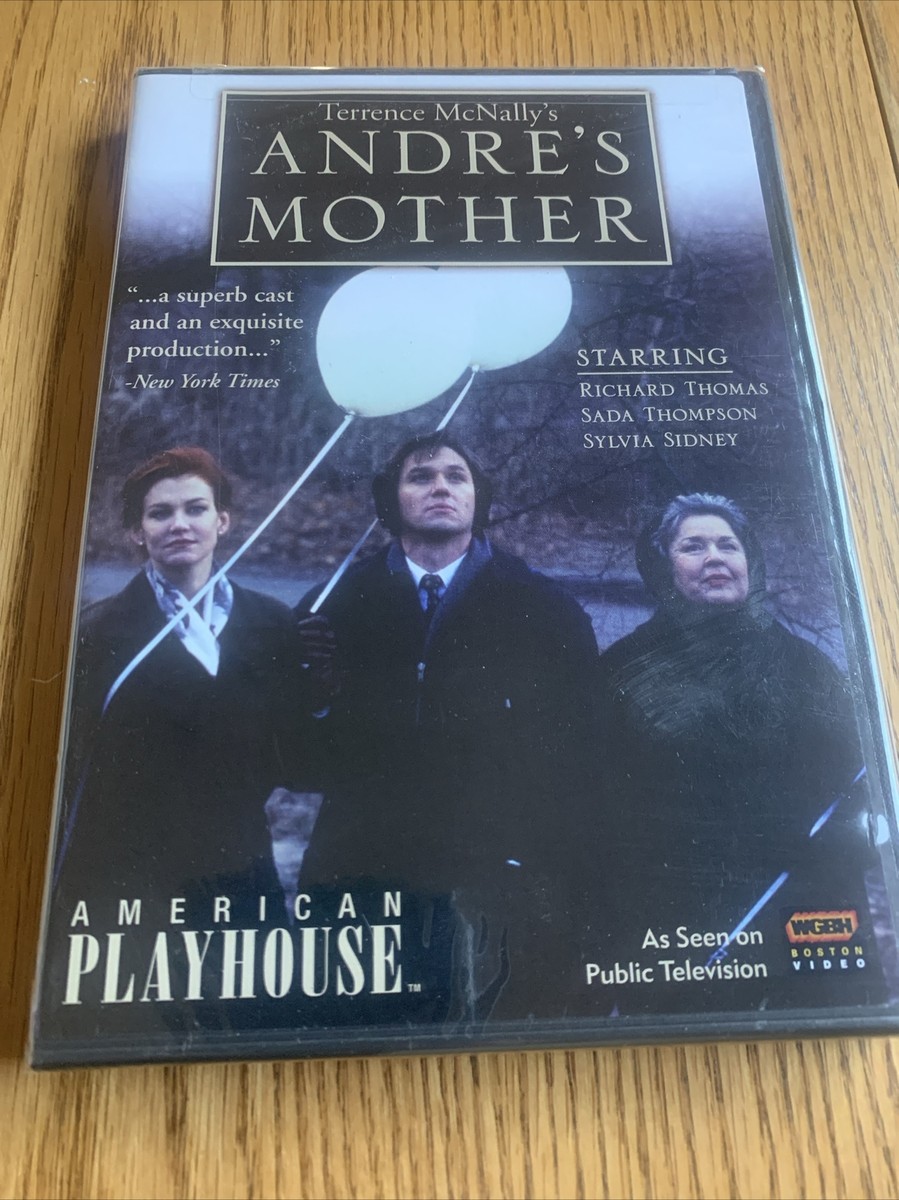 Terrence McNally's
ANDRE'S
MOTHER
"...a superb cast
and an exquisite
production..."
-New York Times
STARRING
RICHARD THOMAS
SADA THOMPSON
SYLVIA SIDNEY
AMERICAN
PLAYHOUSE™
As Seen on
Public Television
WGBH
BOSTON
VIDEO